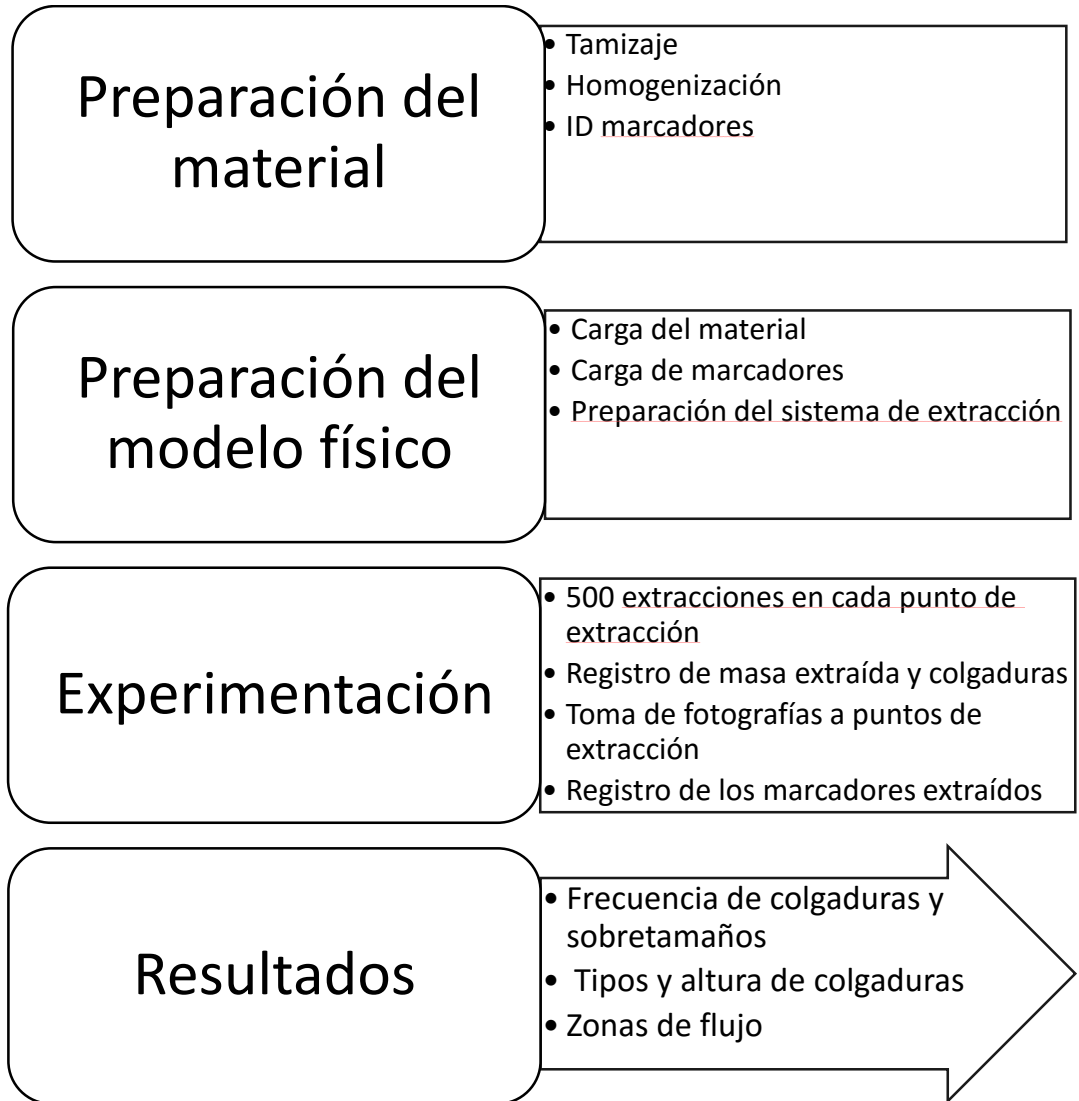 Preparación del
material
• Tamizaje
• Homogenización
• ID marcadores
Preparación del
modelo físico
• Carga del material
• Carga de marcadores
• Preparación del sistema de extracción
Experimentación
• 500 extracciones en cada punto de
extracción
• Registro de masa extraída y colgaduras
• Toma de fotografías a puntos de
extracción
• Registro de los marcadores extraídos
Resultados
• Frecuencia de colgaduras y
sobretamaños
• Tipos y altura de colgaduras
• Zonas de flujo